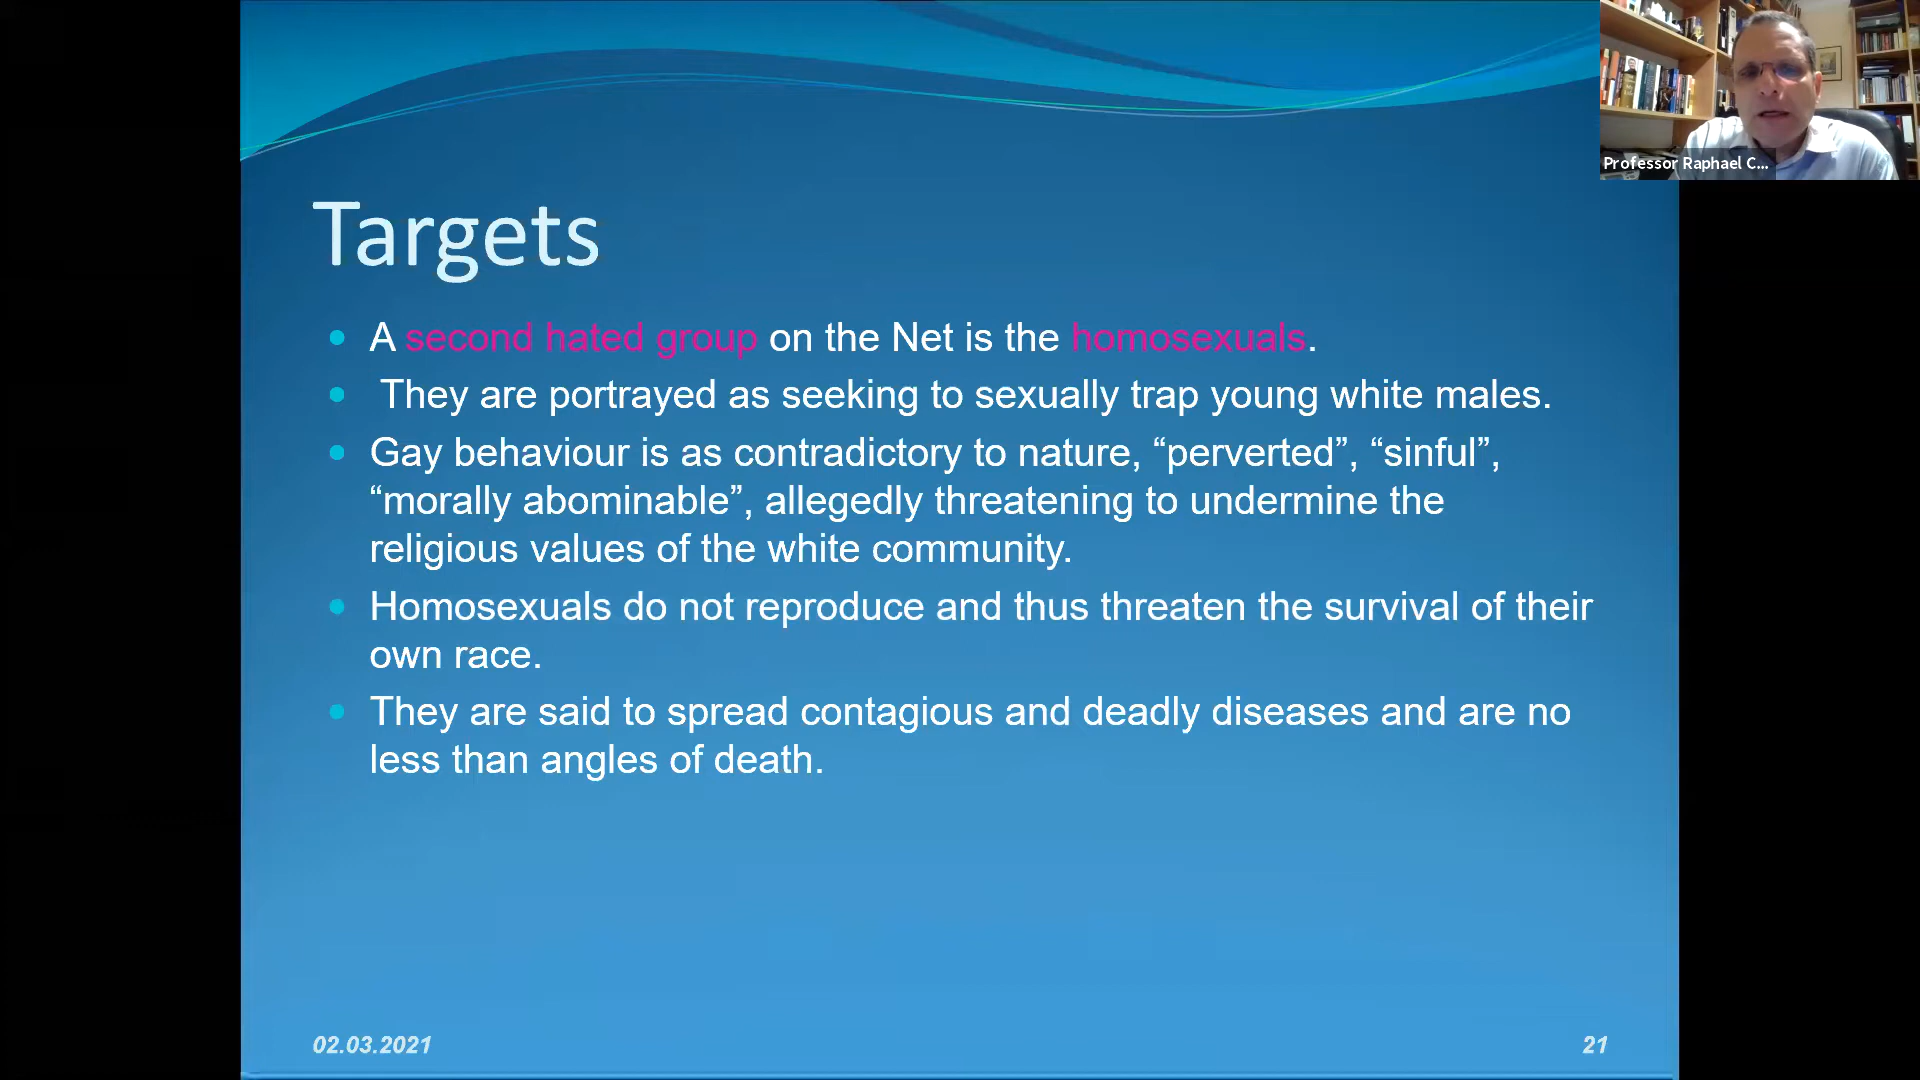 Professor Raphael C...
Targets
A second hated group on the Net is the homosexuals.
They are portrayed as seeking to sexually trap young white males.
Gay behaviour is as contradictory to nature, “perverted”, “sinful”,
“morally abominable”, allegedly threatening to undermine the
religious values of the white community.
Homosexuals do not reproduce and thus threaten the survival of their
own race.
They are said to spread contagious and deadly diseases and are no
less than angles of death.
02.03.2021
21